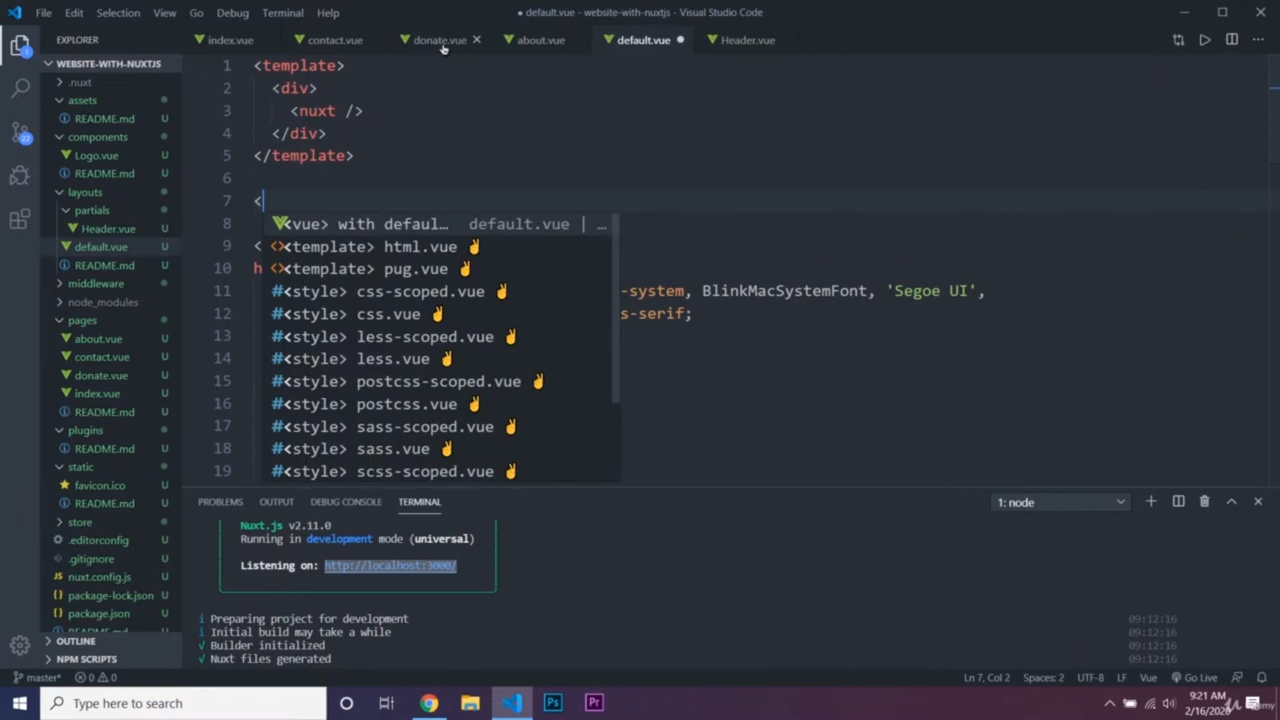 File Edit Selection View Go Debug Terminal Help
● default.vue - website-with-nuxtjs - Visual Studio Code
EXPLORER
index.vue contact.vue donate.vue about.vue default.vue Header.vue
WEBSITE-WITH-NUXTJS
.nuxt
assets
README.md U
components
Logo.vue U
README.md U
layouts
partials
Header.vue U
default.vue U
README.md U
middleware
node_modules
pages
about.vue U
contact.vue U
donate.vue U
index.vue U
README.md U
plugins
README.md U
static
favicon.ico U
README.md U
store
.editorconfig U
.gitignore U
nuxt.config.js U
package-lock.json U
package.json U
README.md U
OUTLINE
NPM SCRIPTS
1 <template>
2 <div>
3 <nuxt />
4 </div>
5 </template>
6
7 <
8 <vue> with defaul... default.vue | ...
9 < <template> html.vue ✌
10 h <template> pug.vue ✌
11 #<style> css-scoped.vue ✌ -system, BlinkMacSystemFont, 'Segoe UI',
12 #<style> css.vue ✌ s-serif;
13 #<style> less-scoped.vue ✌
14 #<style> less.vue ✌
15 #<style> postcss-scoped.vue ✌
16 #<style> postcss.vue ✌
17 #<style> sass-scoped.vue ✌
18 #<style> sass.vue ✌
19 #<style> scss-scoped.vue ✌
PROBLEMS OUTPUT DEBUG CONSOLE TERMINAL 1: node
Nuxt.js v2.11.0
Running in development mode (universal)
Listening on: http://localhost:3000/
i Preparing project for development 09:12:16
i Initial build may take a while 09:12:16
√ Builder initialized 09:12:16
√ Nuxt files generated 09:12:16
master* 0 0 Ln 7, Col 2 Spaces: 2 UTF-8 LF Vue Go Live
1
22
Type here to search
Ps Pr
9:21 AM
2/16/2020